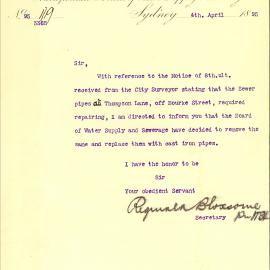 Sydney, 4th. April 1895
No 95 119
Sir,
With reference to the Notice of 8th.ult.
received from the City Surveyor stating that the Sewer
pipes at Thompson Lane, off Bourke Street, required
repairing, I am directed to inform you that the Board
of Water Supply and Sewerage have decided to remove the
same and replace them with cast iron pipes.
I have the honor to be
Sir
Your obedient Servant
Secretary